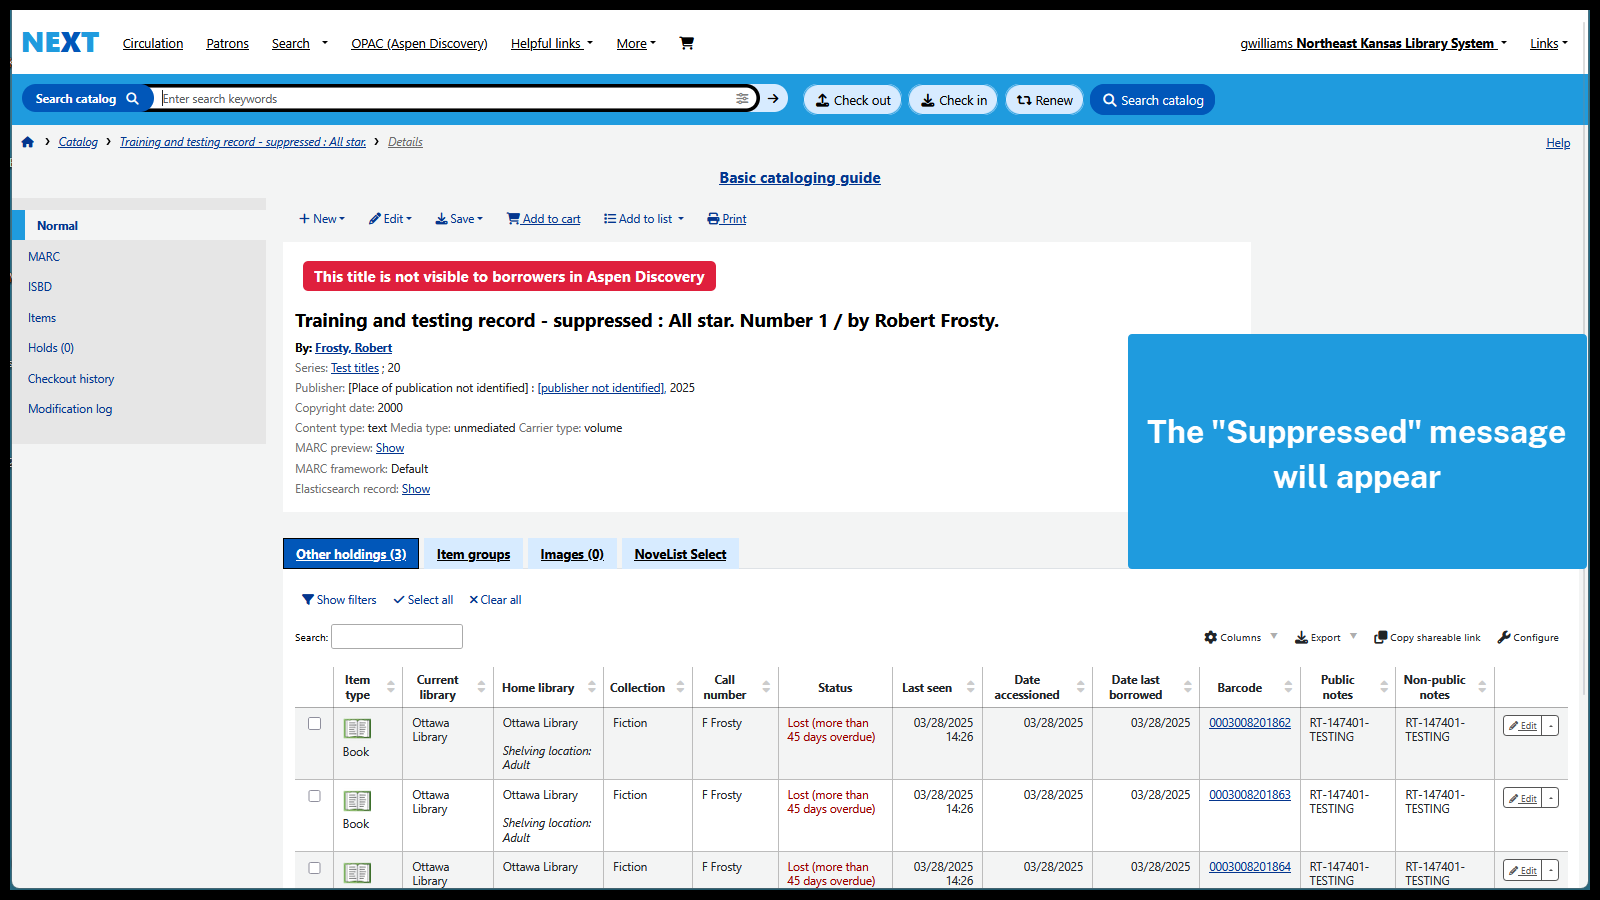 NEXT Circulation Patrons Search OPAC (Aspen Discovery) Helpful links More gwilliams Northeast Kansas Library System Links
Search catalog Enter search keywords Check out Check in Renew Search catalog
Catalog Training and testing record - suppressed : All star. Details Help
Basic cataloging guide
New Edit Save Add to cart Add to list Print
Normal
MARC
ISBD
Items
Holds (0)
Checkout history
Modification log
This title is not visible to borrowers in Aspen Discovery
Training and testing record - suppressed : All star. Number 1 / by Robert Frosty.
By: Frosty, Robert
Series: Test titles ; 20
Publisher: [Place of publication not identified] : [publisher not identified], 2025
Copyright date: 2000
Content type: text Media type: unmediated Carrier type: volume
MARC preview: Show
MARC framework: Default
Elasticsearch record: Show
The "Suppressed" message
will appear
Other holdings (3) Item groups Images (0) NoveList Select
Show filters Select all Clear all
Search: Columns Export Copy shareable link Configure
Item type Current library Home library Collection Call number Status Last seen Date accessioned Date last borrowed Barcode Public notes Non-public notes
Book Ottawa Library Ottawa Library Shelving location: Adult Fiction F Frosty Lost (more than 45 days overdue) 03/28/2025 14:26 03/28/2025 03/28/2025 0003008201862 RT-147401-TESTING RT-147401-TESTING Edit
Book Ottawa Library Ottawa Library Shelving location: Adult Fiction F Frosty Lost (more than 45 days overdue) 03/28/2025 14:26 03/28/2025 03/28/2025 0003008201863 RT-147401-TESTING RT-147401-TESTING Edit
Ottawa Library Ottawa Library Fiction F Frosty Lost (more than 45 days overdue) 03/28/2025 14:26 03/28/2025 03/28/2025 0003008201864 RT-147401-TESTING RT-147401-TESTING Edit